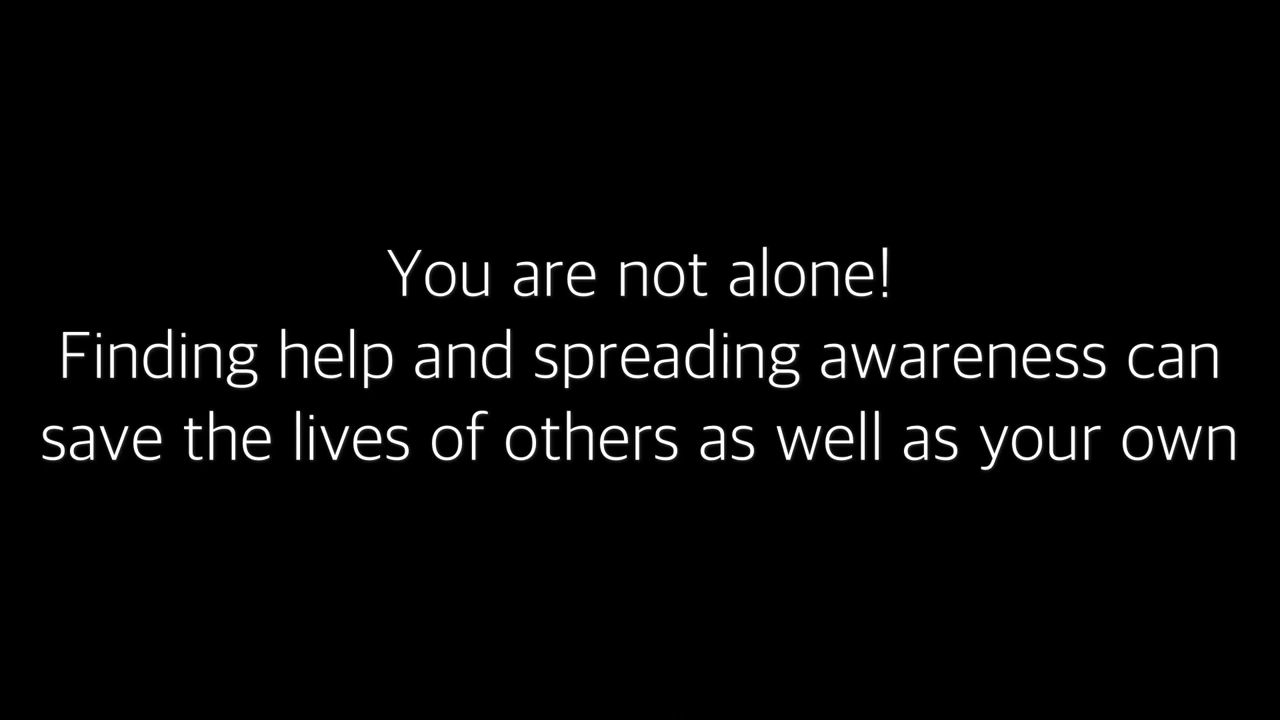 You are not alone!
Finding help and spreading awareness can
save the lives of others as well as your own